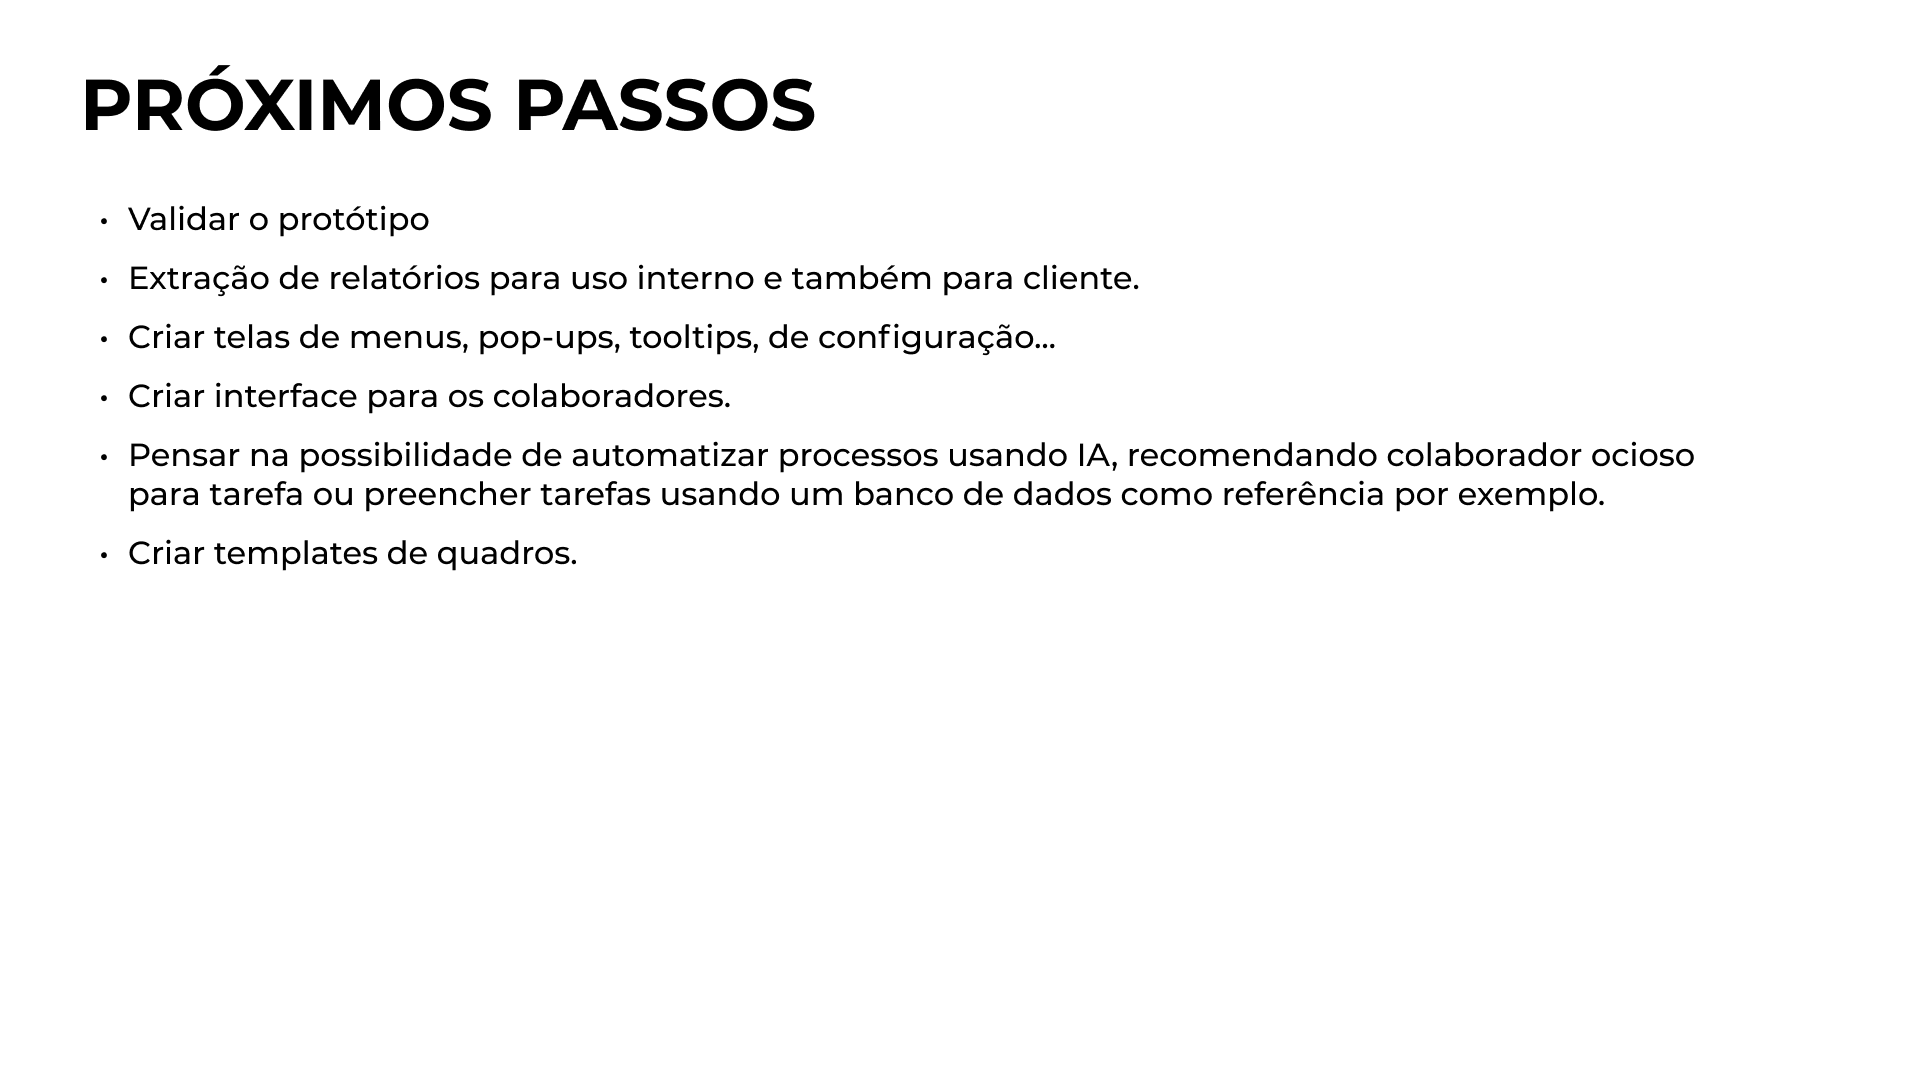 PRÓXIMOS PASSOS
• Validar o protótipo
• Extração de relatórios para uso interno e também para cliente.
• Criar telas de menus, pop-ups, tooltips, de configuração...
• Criar interface para os colaboradores.
• Pensar na possibilidade de automatizar processos usando IA, recomendando colaborador ocioso
para tarefa ou preencher tarefas usando um banco de dados como referência por exemplo.
• Criar templates de quadros.